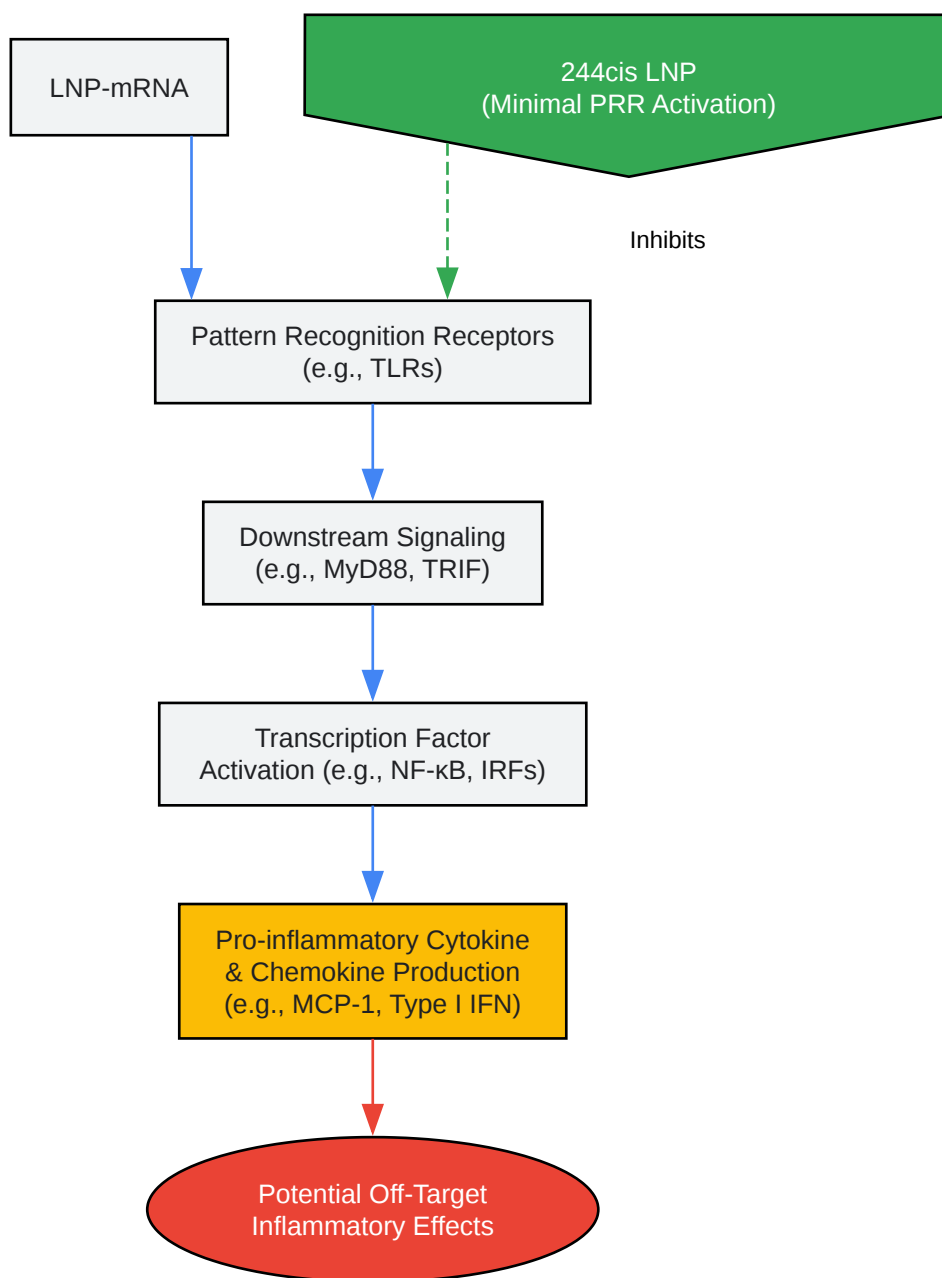 LNP-mRNA
244cis LNP
(Minimal PRR Activation)
Inhibits
Pattern Recognition Receptors
(e.g., TLRs)
Downstream Signaling
(e.g., MyD88, TRIF)
Transcription Factor
Activation (e.g., NF-κB, IRFs)
Pro-inflammatory Cytokine
& Chemokine Production
(e.g., MCP-1, Type I IFN)
Potential Off-Target
Inflammatory Effects